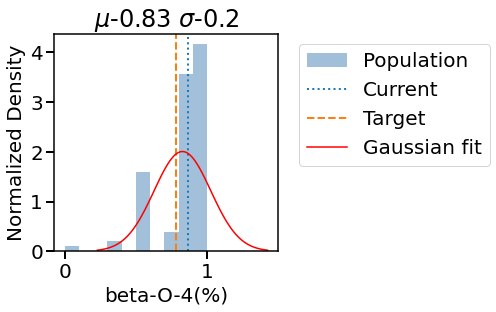 μ-0.83 σ-0.2
Normalized Density
4
3
2
1
0
0 1
beta-O-4(%)
Population
Current
Target
Gaussian fit